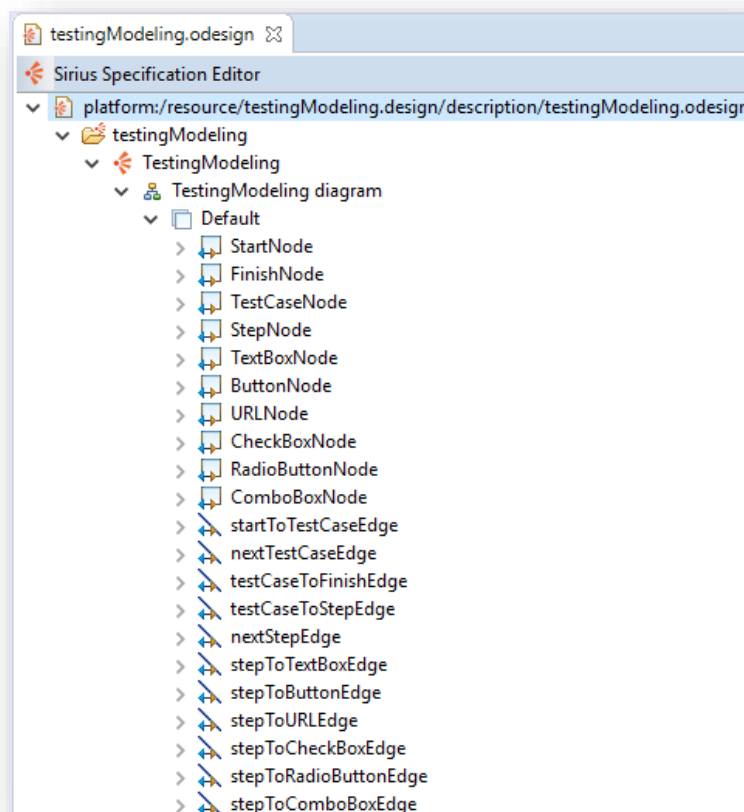 testingModeling.odesign
Sirius Specification Editor
platform:/resource/testingModeling.design/description/testingModeling.odesign
testingModeling
TestingModeling
TestingModeling diagram
Default
StartNode
FinishNode
TestCaseNode
StepNode
TextBoxNode
ButtonNode
URLNode
CheckBoxNode
RadioButtonNode
ComboBoxNode
startToTestCaseEdge
nextTestCaseEdge
testCaseToFinishEdge
testCaseToStepEdge
nextStepEdge
stepToTextBoxEdge
stepToButtonEdge
stepToURLEdge
stepToCheckBoxEdge
stepToRadioButtonEdge
stepToComboBoxEdge